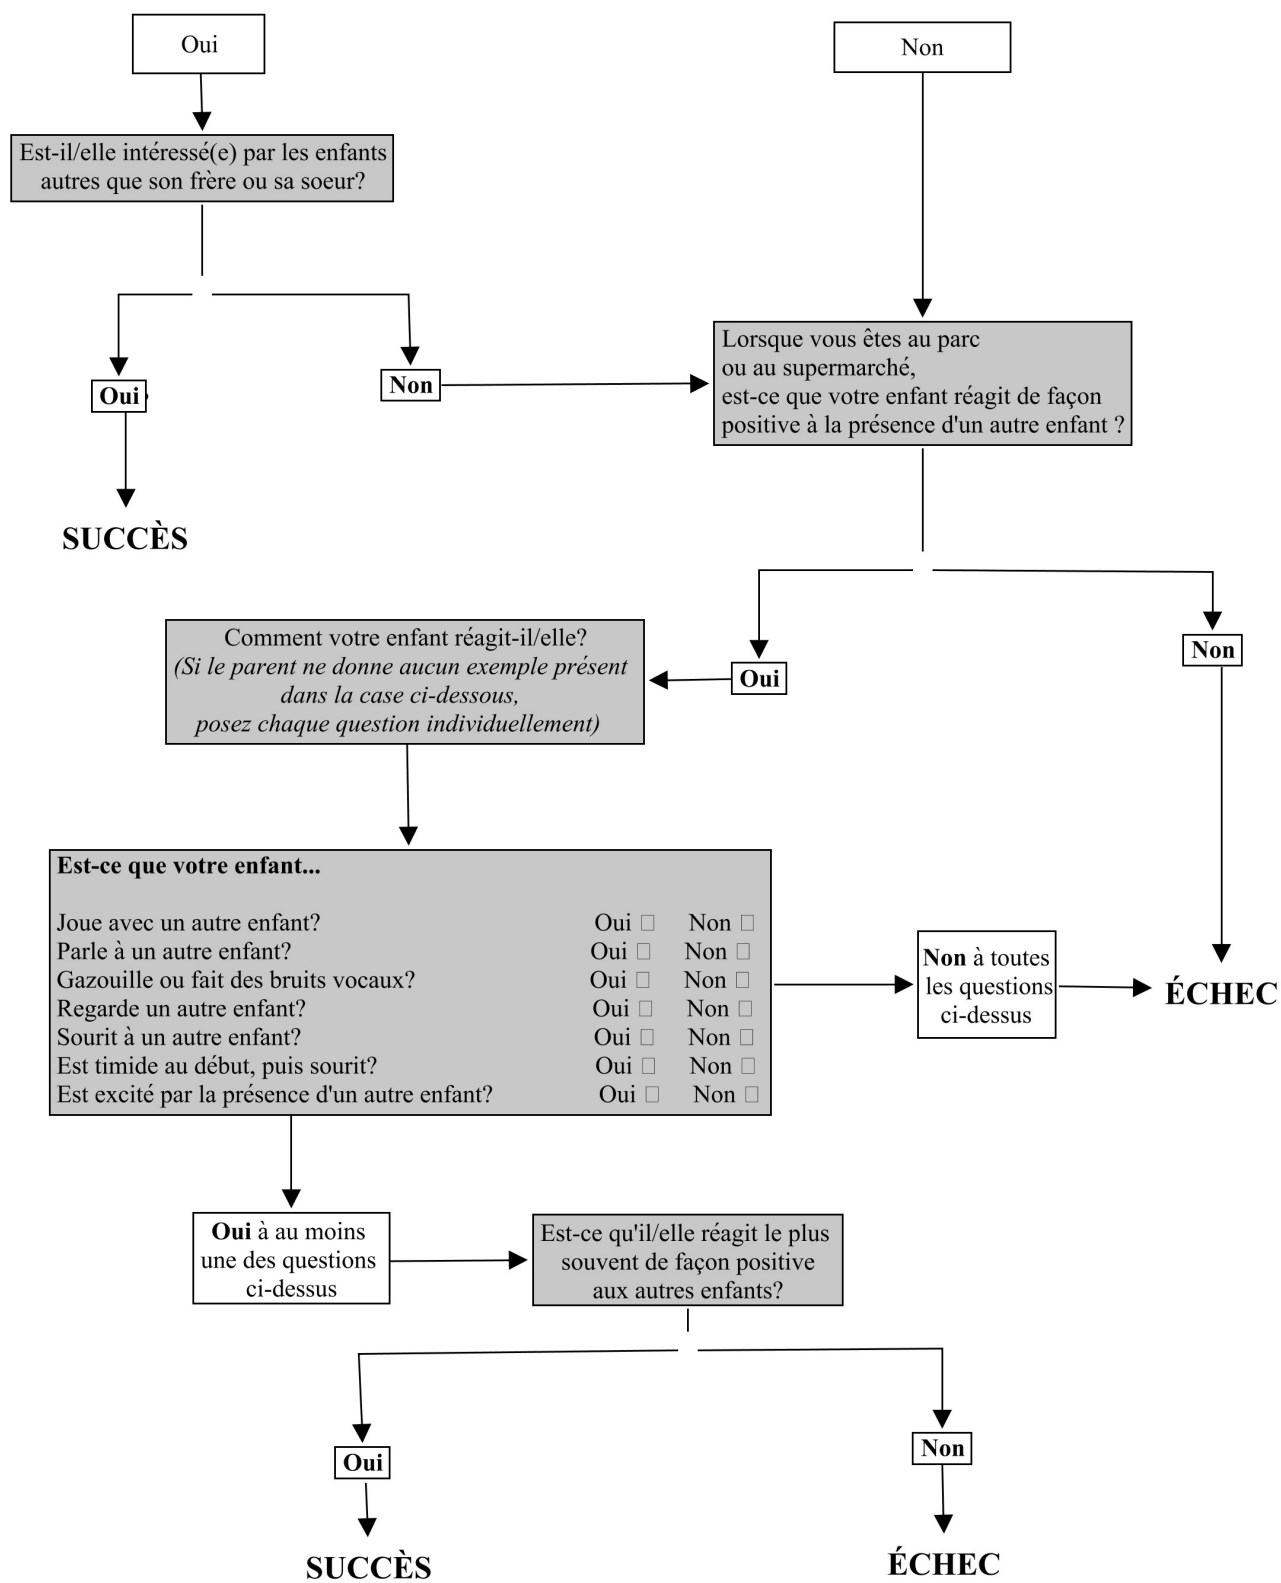 Oui
Non
Est-il/elle intéressé(e) par les enfants
autres que son frère ou sa soeur?
Lorsque vous êtes au parc
ou au supermarché,
est-ce que votre enfant réagit de façon
positive à la présence d'un autre enfant ?
Oui
Non
SUCCÈS
Comment votre enfant réagit-il/elle?
(Si le parent ne donne aucun exemple présent
dans la case ci-dessous,
posez chaque question individuellement)
Oui
Non
Est-ce que votre enfant...
Joue avec un autre enfant? Oui □ Non □
Parle à un autre enfant? Oui □ Non □
Gazouille ou fait des bruits vocaux? Oui □ Non □
Regarde un autre enfant? Oui □ Non □
Sourit à un autre enfant? Oui □ Non □
Est timide au début, puis sourit? Oui □ Non □
Est excité par la présence d'un autre enfant? Oui □ Non □
Non à toutes
les questions
ci-dessus
ÉCHEC
Oui à au moins
une des questions
ci-dessus
Est-ce qu'il/elle réagit le plus
souvent de façon positive
aux autres enfants?
Oui
Non
SUCCÈS
ÉCHEC